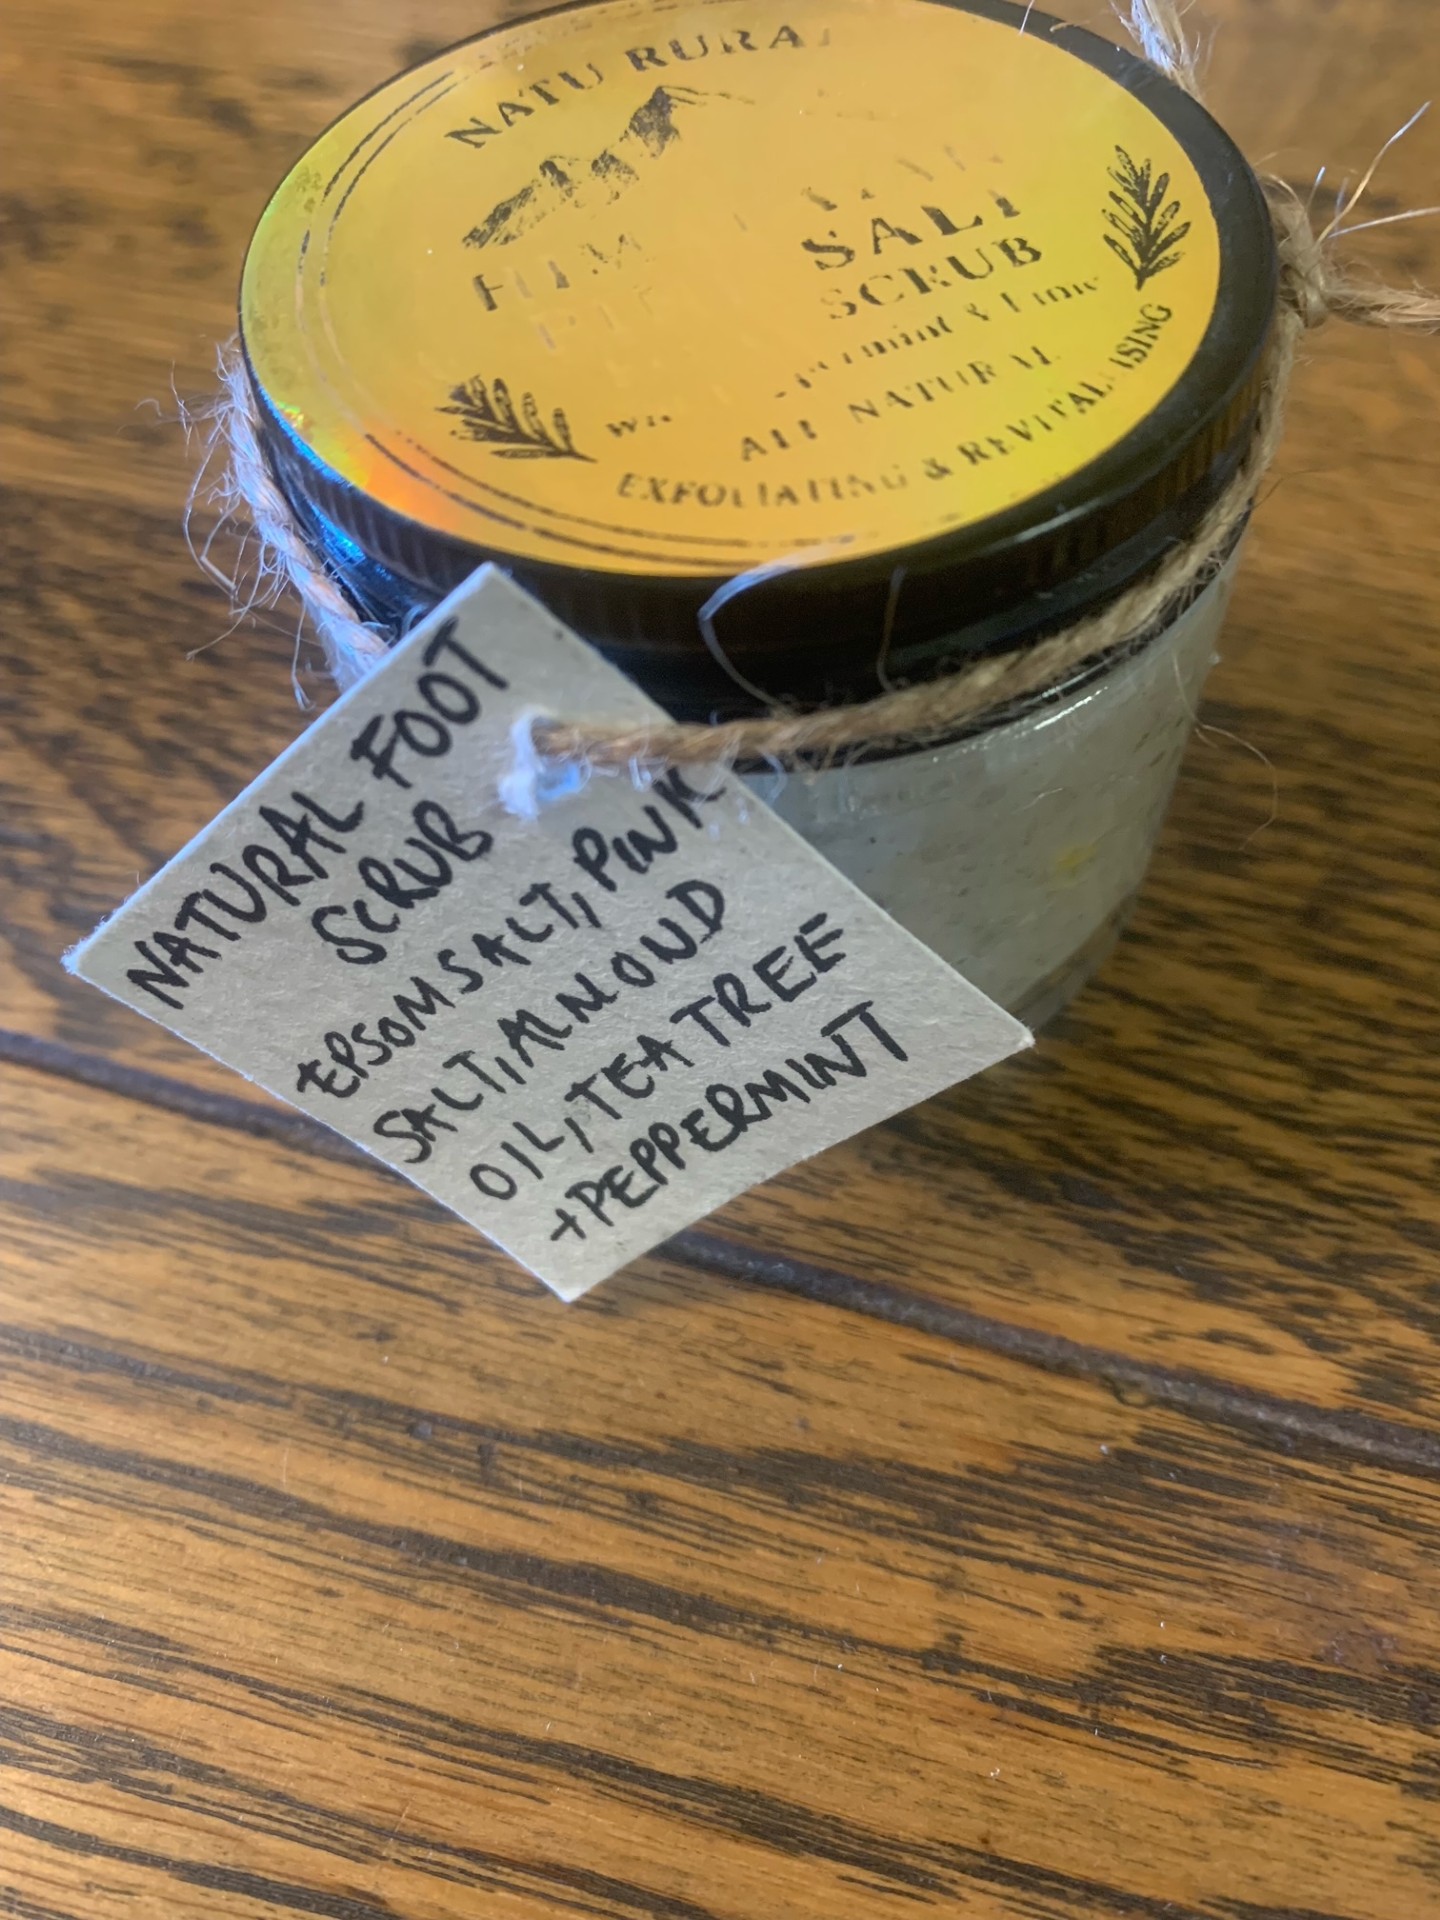 NATU RURAL
SALT
SCRUB
& Lime
ALL NATURAL
EXFOLIATING & REVITALISING
NATURAL FOOT
SCRUB
EPSOM SALT, PINK
SALT, ALMOND
OIL, TEA TREE
+PEPPERMINT